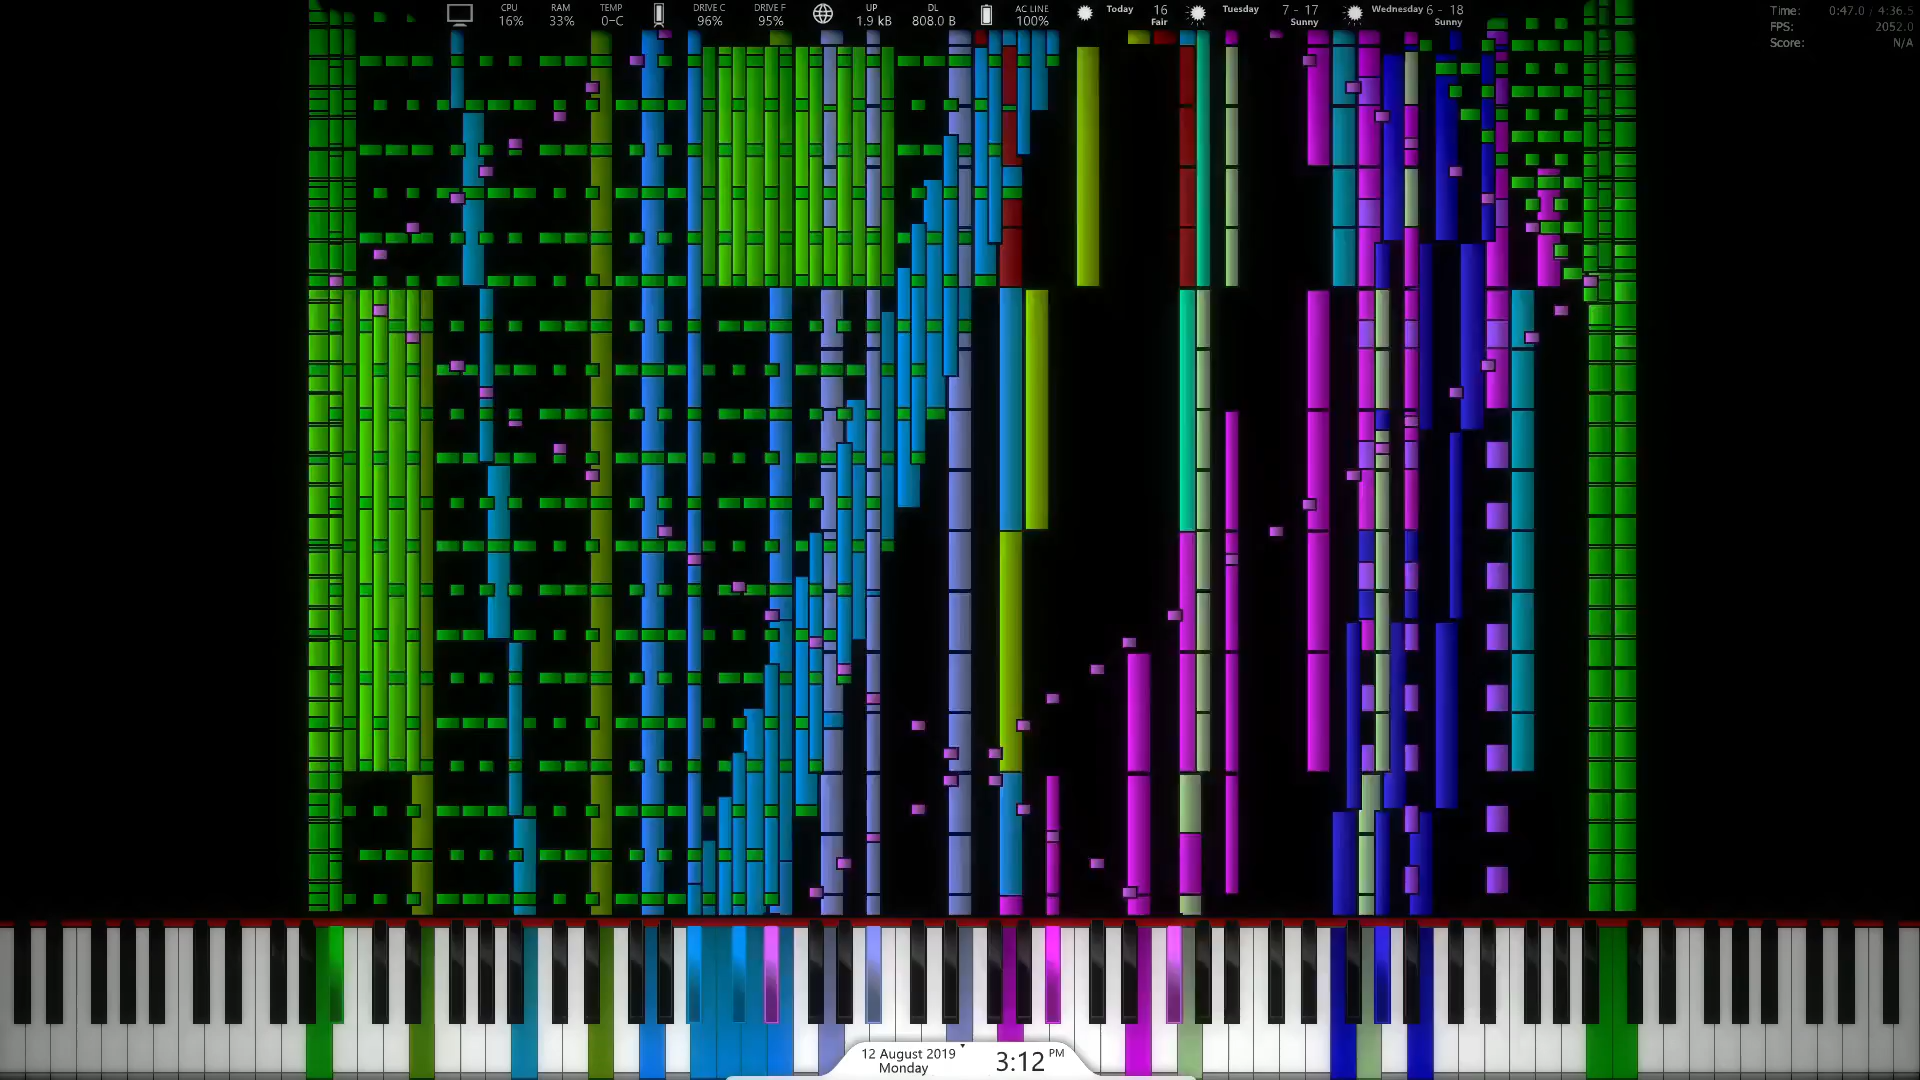 CPU
16%
RAM
33%
TEMP
0~C
DRIVE C
96%
DRIVE F
95%
UP
1.9 kB
DL
808.0 B
AC LINE
100%
Today 16
Fair
Tuesday 7 - 17
Sunny
Wednesday 6 - 18
Sunny
Time: 0:47.0 / 4:36.5
FPS: 2052.0
Score: N/A
12 August 2019
Monday
3:12 PM